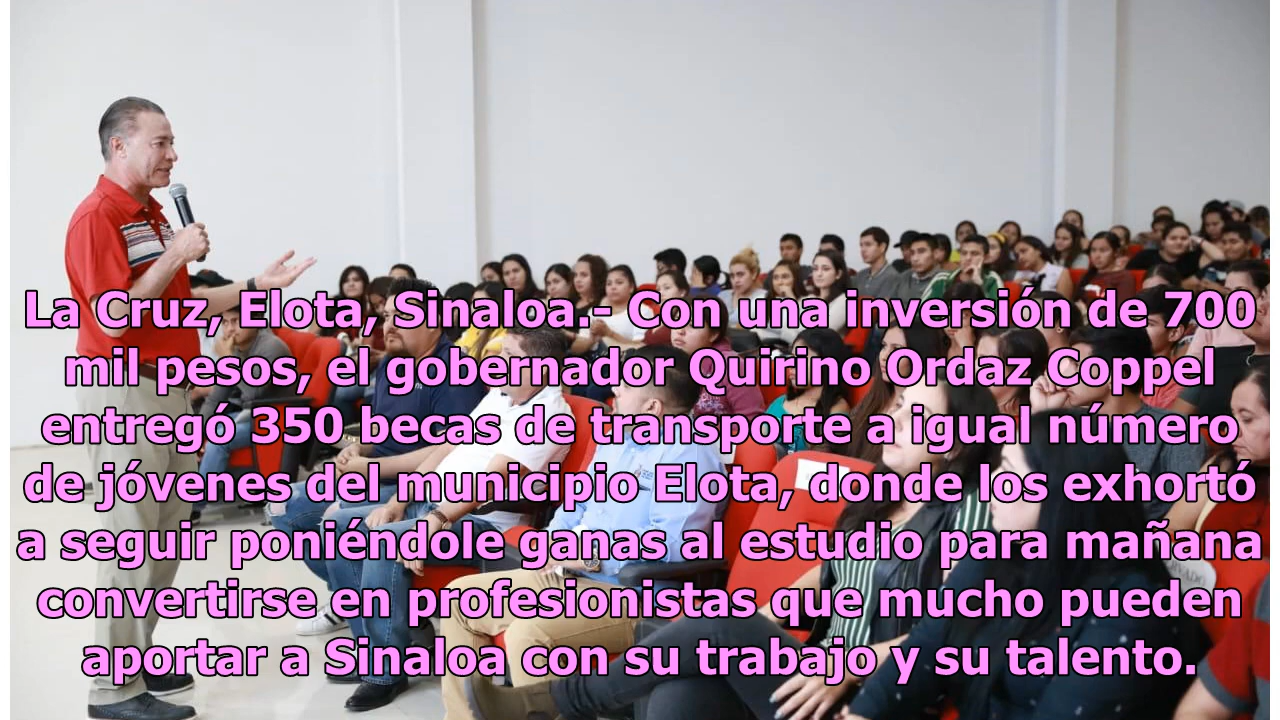 La Cruz, Elota, Sinaloa.- Con una inversión de 700
mil pesos, el gobernador Quirino Ordaz Coppel
entregó 350 becas de transporte a igual número
de jóvenes del municipio Elota, donde los exhortó
a seguir poniéndole ganas al estudio para mañana
convertirse en profesionistas que mucho pueden
aportar a Sinaloa con su trabajo y su talento.